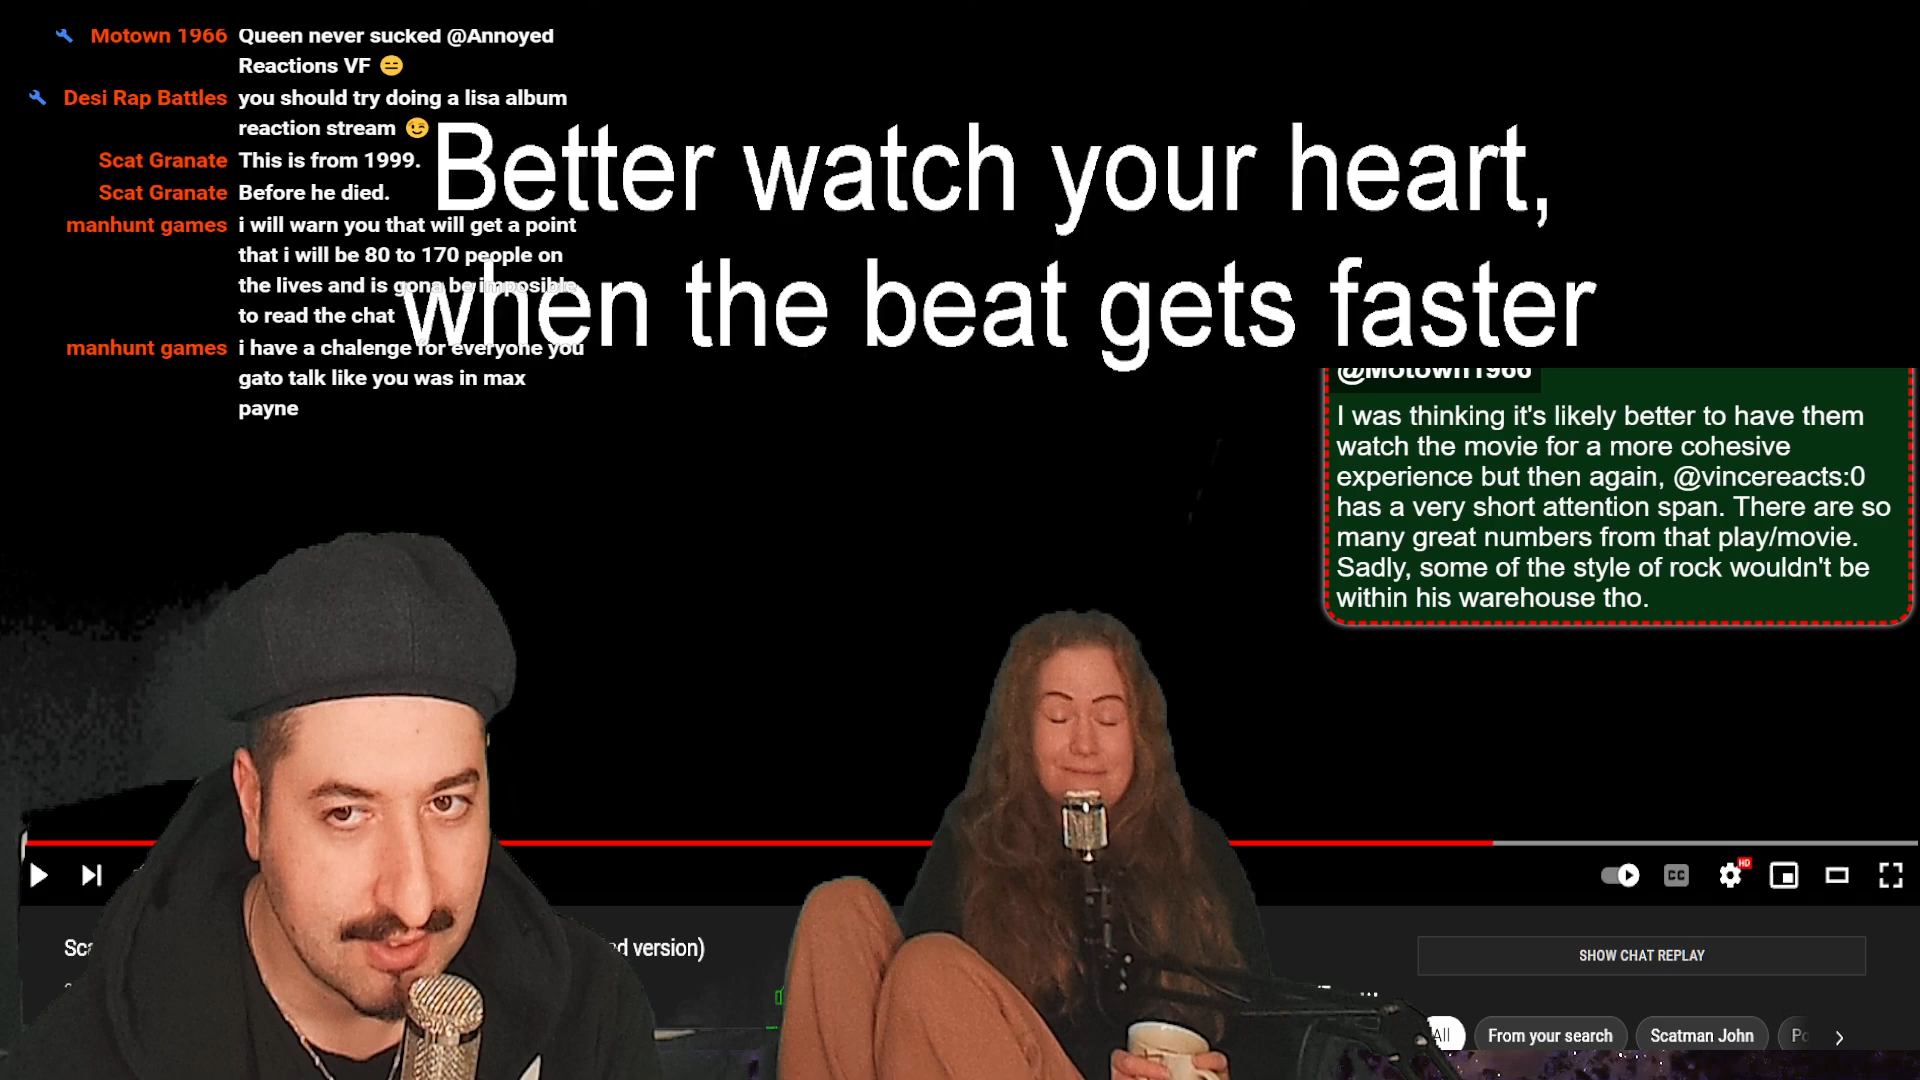 Motown 1966 Queen never sucked @Annoyed
Reactions VF 😑
Desi Rap Battles you should try doing a lisa album
reaction stream 😉
Scat Granate This is from 1999.
Scat Granate Before he died.
manhunt games i will warn you that will get a point
that i will be 80 to 170 people on
the lives and is gona be imposible
to read the chat
manhunt games i have a chalenge for everyone you
gato talk like you was in max
payne
Better watch your heart,
when the beat gets faster
@Motown1966
I was thinking it's likely better to have them
watch the movie for a more cohesive
experience but then again, @vincereacts:0
has a very short attention span. There are so
many great numbers from that play/movie.
Sadly, some of the style of rock wouldn't be
within his warehouse tho.
CC
HD
version)
SHOW CHAT REPLAY
All
From your search
Scatman John